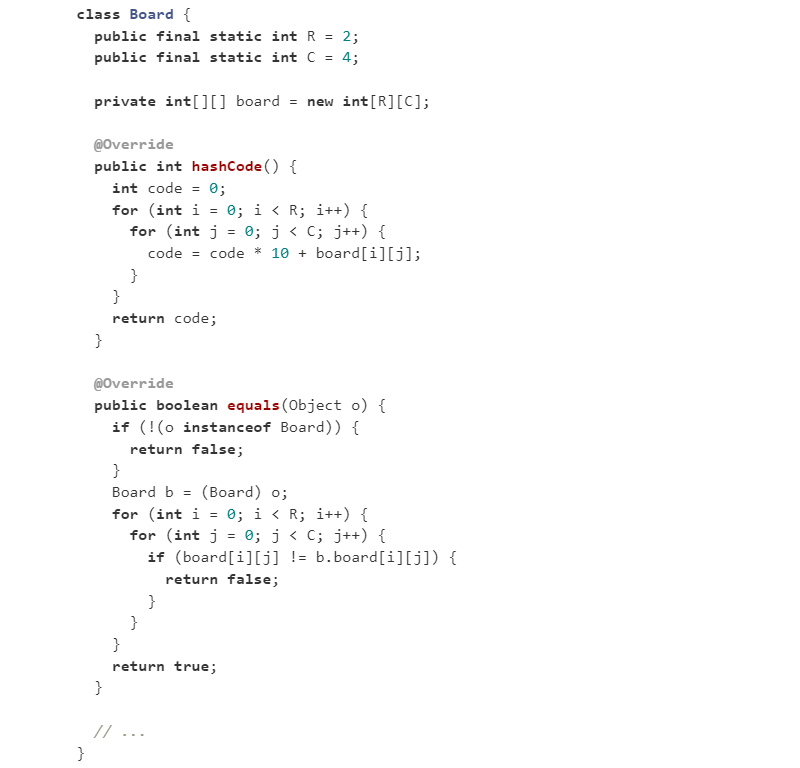 class Board {
  public final static int R = 2;
  public final static int C = 4;

  private int[][] board = new int[R][C];

  @Override
  public int hashCode() {
    int code = 0;
    for (int i = 0; i < R; i++) {
      for (int j = 0; j < C; j++) {
        code = code * 10 + board[i][j];
      }
    }
    return code;
  }

  @Override
  public boolean equals(Object o) {
    if (!(o instanceof Board)) {
      return false;
    }
    Board b = (Board) o;
    for (int i = 0; i < R; i++) {
      for (int j = 0; j < C; j++) {
        if (board[i][j] != b.board[i][j]) {
          return false;
        }
      }
    }
    return true;
  }

  // ...
}